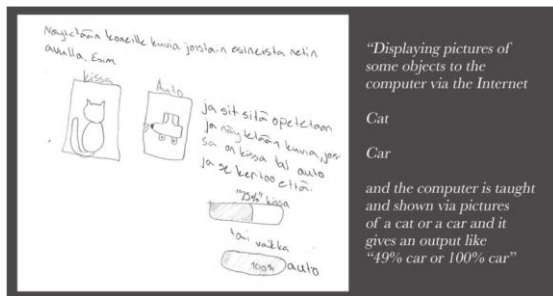 Näytetään koneille kuvia joistain esineistä netin
avulla. Esim
kissa
Auto
ja sit sitä opetetaan
ja näytetään kuvia, jois
sa on kissa tai auto
ja se kertoo että.
kissa
tai vaikka
100% auto
"Displaying pictures of
some objects to the
computer via the Internet
Cat
Car
and the computer is taught
and shown via pictures
of a cat or a car and it
gives an output like
"49% car or 100% car"